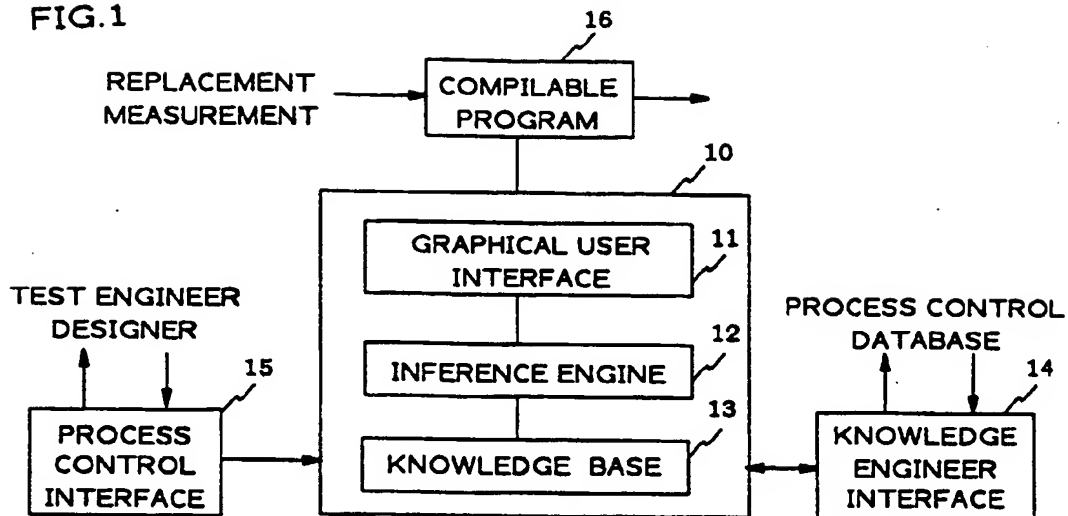 FIG.1
16
REPLACEMENT
MEASUREMENT
COMPILABLE
PROGRAM
10
GRAPHICAL USER
INTERFACE
11
TEST ENGINEER
DESIGNER
PROCESS CONTROL
DATABASE
12
INFERENCE ENGINE
15
14
13
PROCESS
CONTROL
INTERFACE
KNOWLEDGE BASE
KNOWLEDGE
ENGINEER
INTERFACE